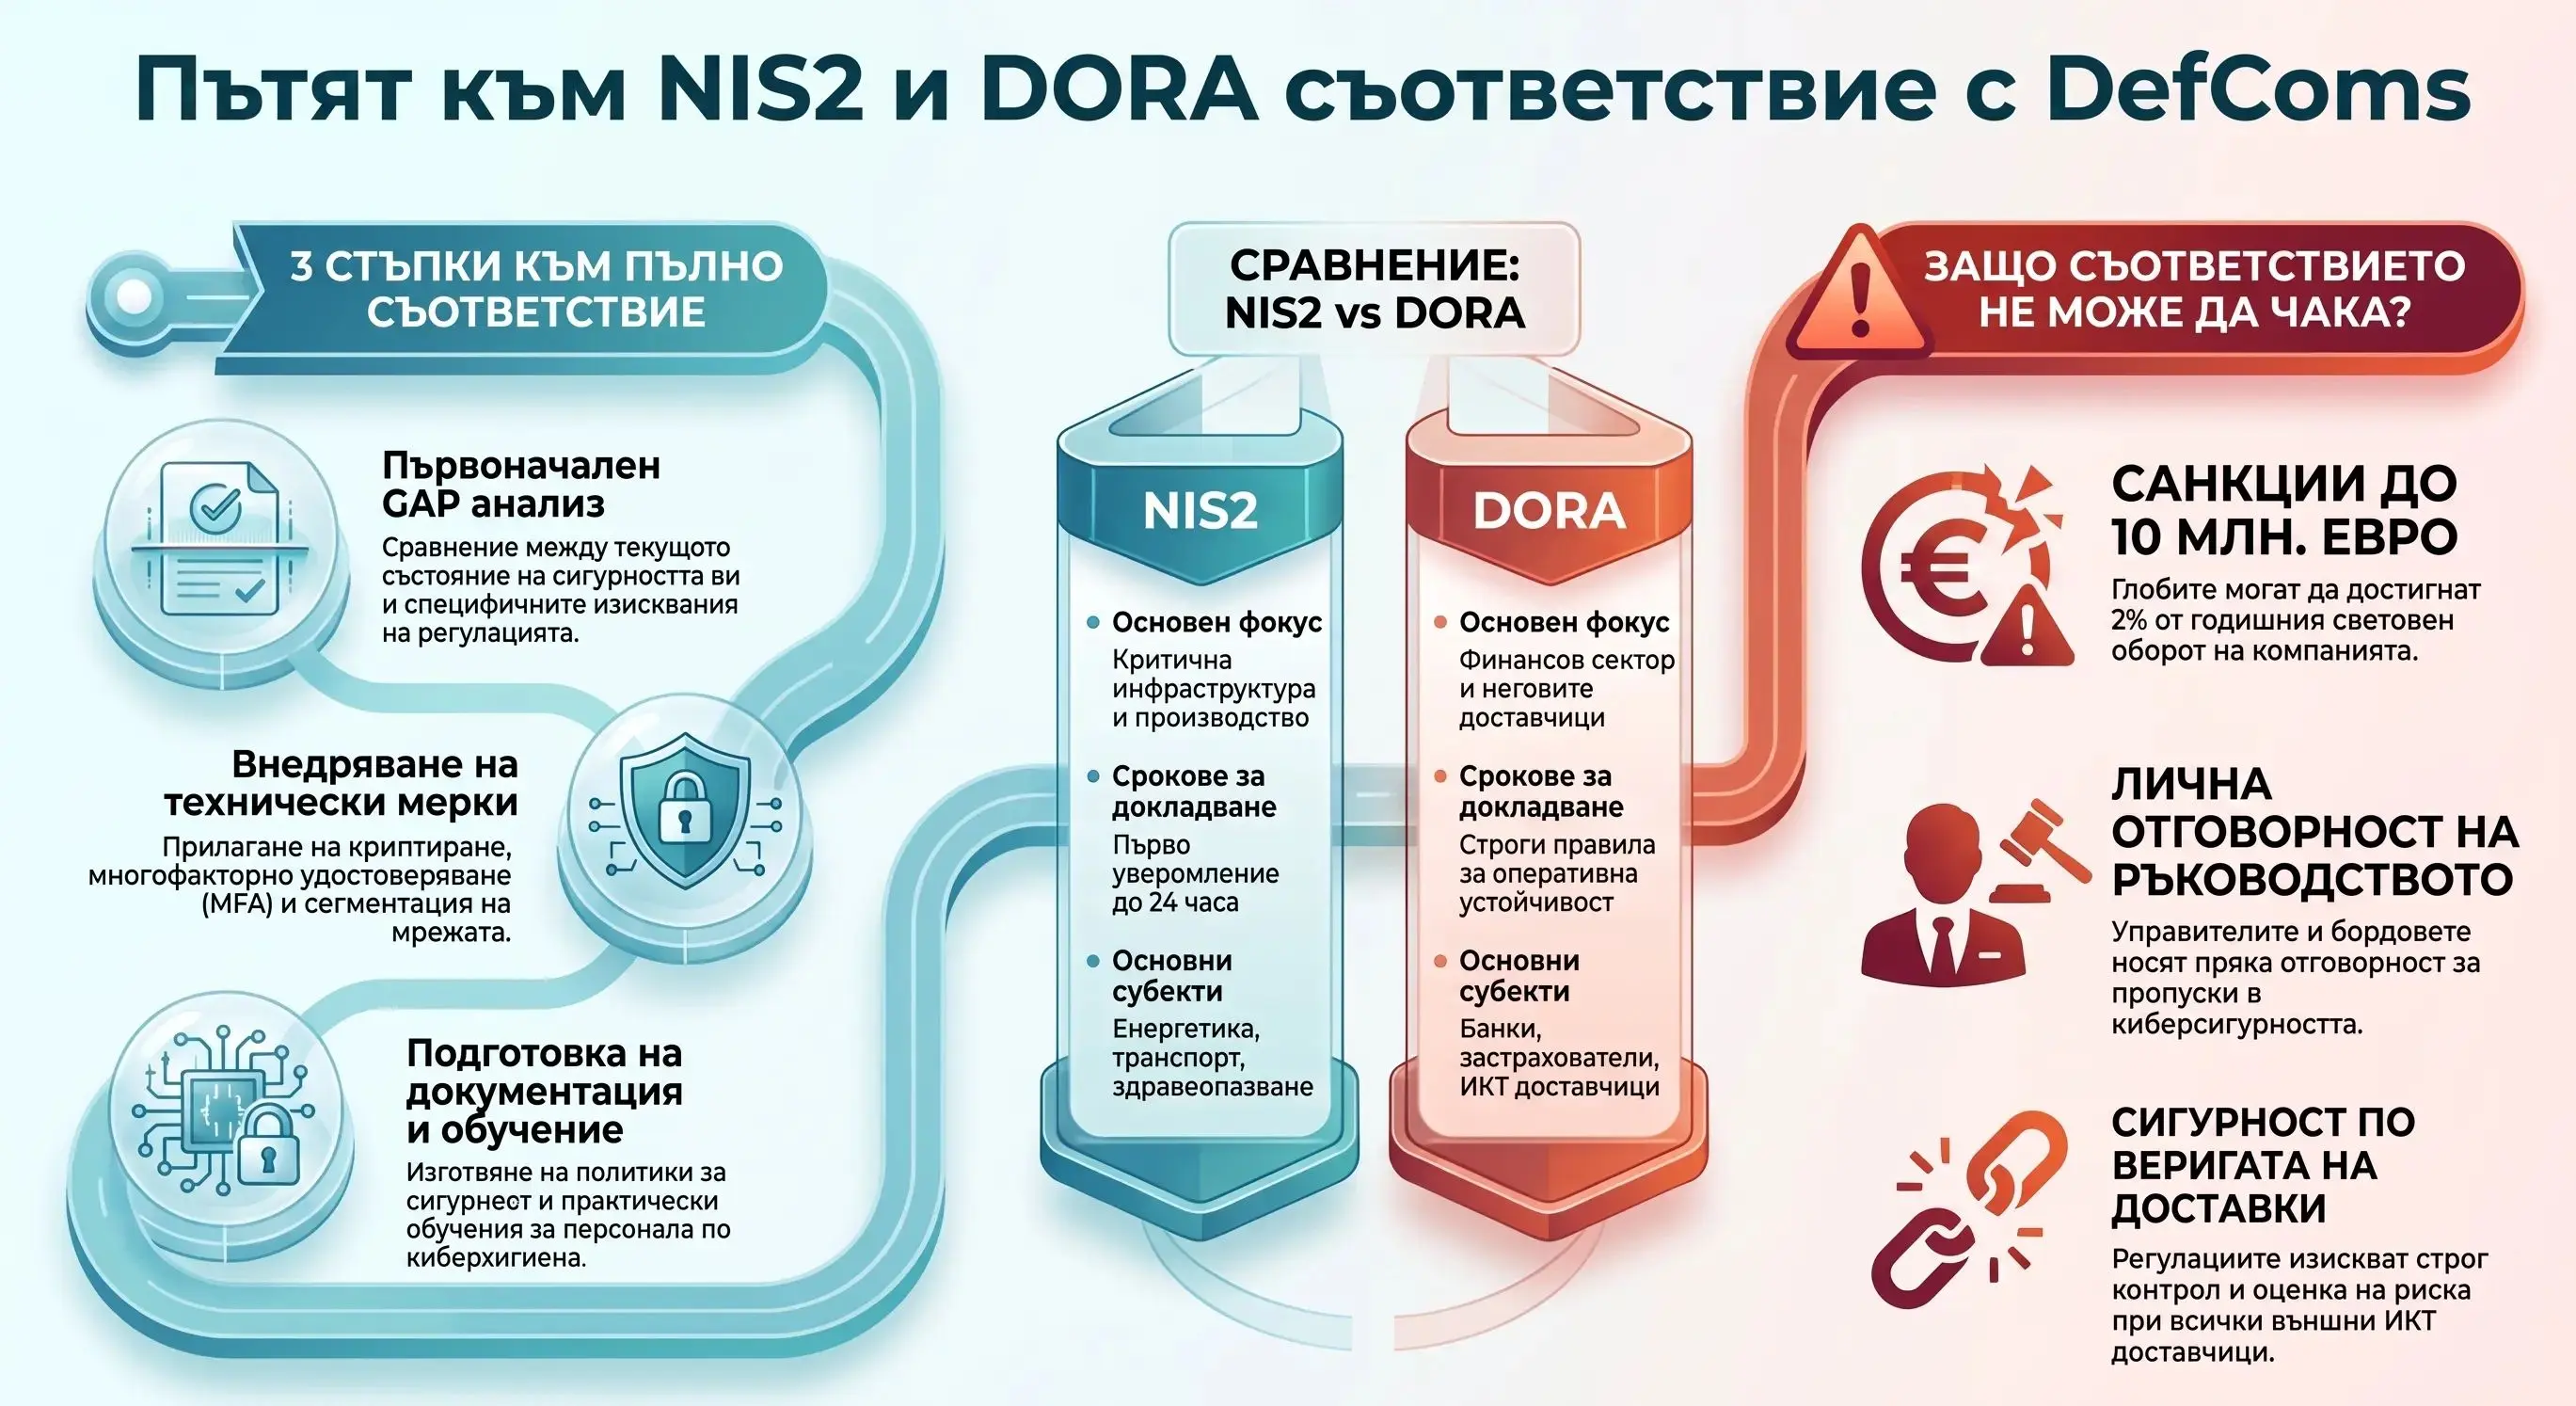 Пътят към NIS2 и DORA съответствие с DefComs
3 СТЪПКИ КЪМ ПЪЛНО
СЪОТВЕТСТВИЕ
Първоначален
GAP анализ
Сравнение между текущото
състояние на сигурността ви
и специфичните изисквания
на регулацията.
Внедряване на
технически мерки
Прилагане на криптиране,
многофакторно удостоверяване
(MFA) и сегментация на
мрежата.
Подготовка на
документация
и обучение
Изготвяне на политики за
сигурнест и практически
обучения за персонала по
киберхигиена.
СРАВНЕНИЕ:
NIS2 vs DORA
NIS2
Основен фокус
Критична
инфраструктура
и производство
Срокове за
докладване
Първо
уверомление
до 24 часа
Основни
субекти
Енергетика,
транспорт,
здравеопазване
DORA
Основен фокус
Финансов сектор
и неговите
доставчици
Срокове за
докладване
Строги правила
за оперативна
устойчивост
Основни
субекти
Банки,
застрахователи,
ИКТ доставчици
ЗАЩО СЪОТВЕТСТВИЕТО
НЕ МОЖЕ ДА ЧАКА?
САНКЦИИ ДО
10 МЛН. ЕВРО
Глобите могат да достигнат
2% от годишния световен
оборот на компанията.
ЛИЧНА
ОТГОВОРНОСТ НА
РЪКОВОДСТВОТО
Управителите и бордовете
носят пряка отговорност за
пропуски в
киберсигурността.
СИГУРНОСТ ПО
ВЕРИГАТА НА
ДОСТАВКИ
Регулациите изискват строг
контрол и оценка на риска
при всички външни ИКТ
доставчици.